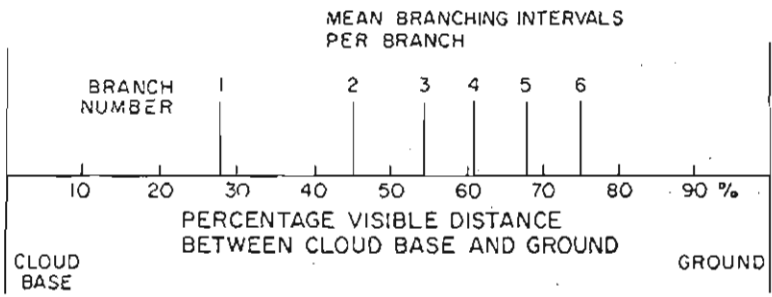 MEAN BRANCHING INTERVALS
PER BRANCH
BRANCH
NUMBER
1 2 3 4 5 6
10 20 30 40 50 60 70 80 90 %
PERCENTAGE VISIBLE DISTANCE
BETWEEN CLOUD BASE AND GROUND
CLOUD
BASE
GROUND